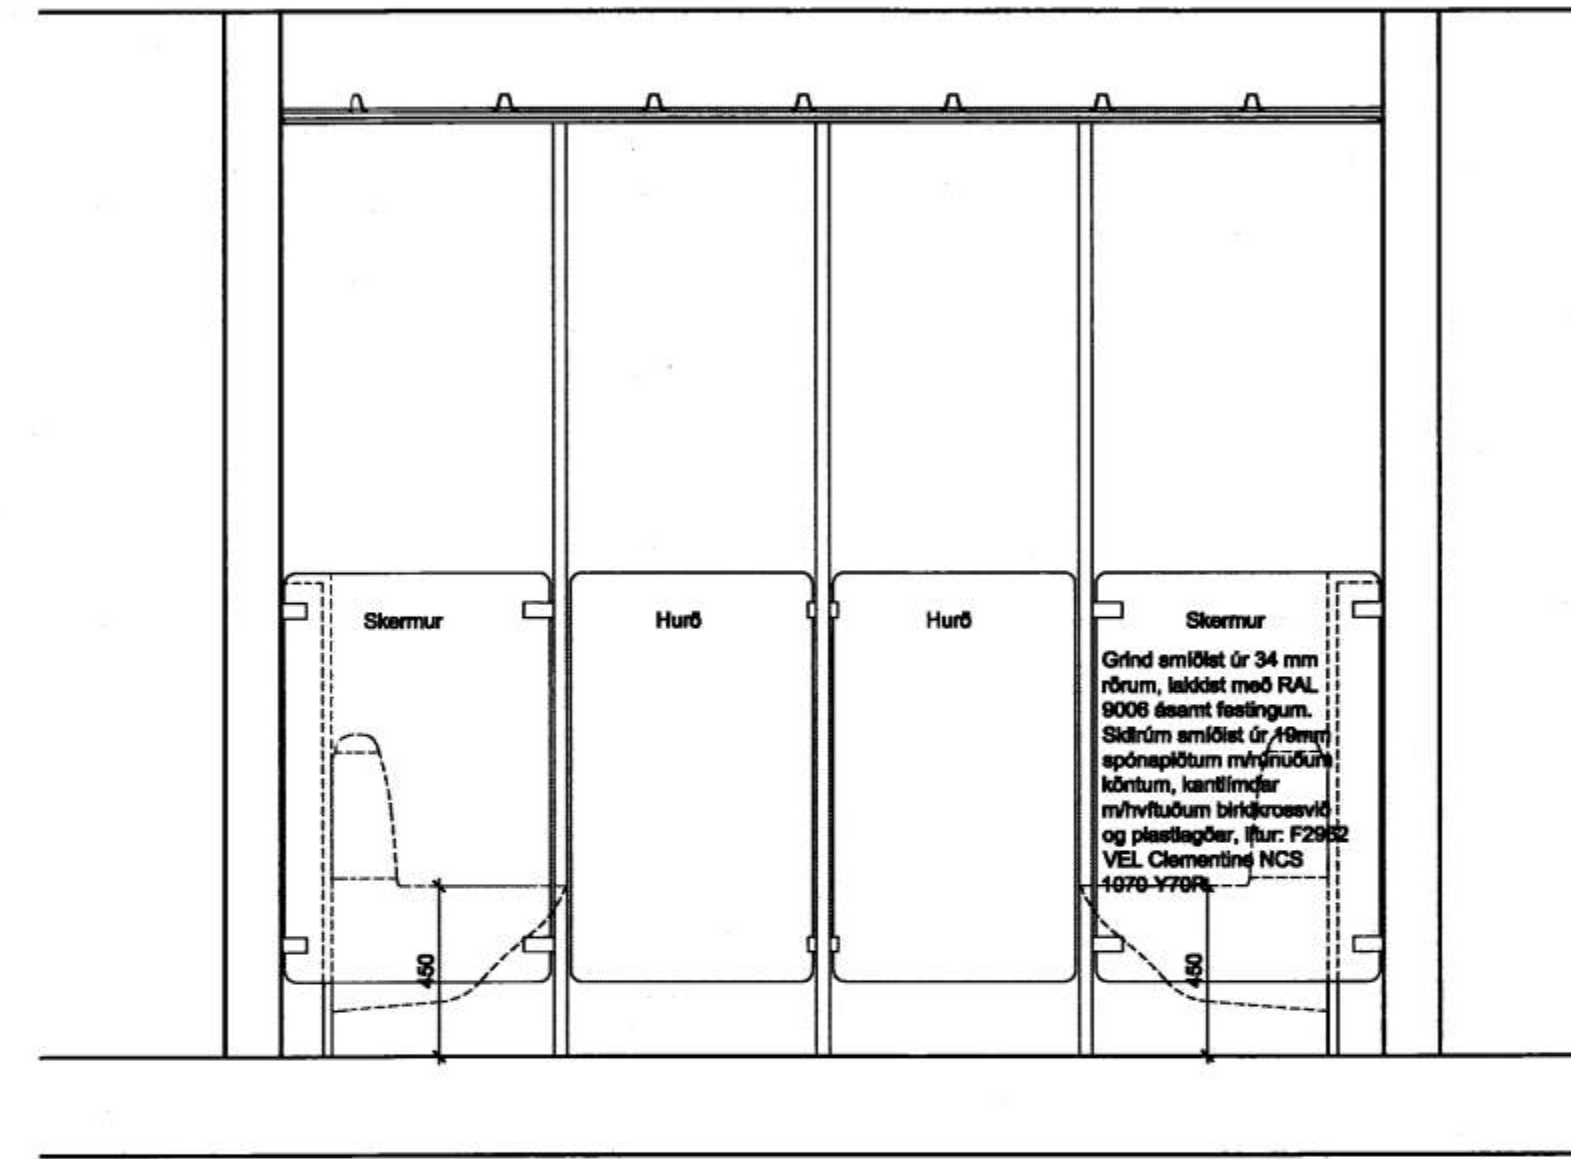 Skermur
Hurð
Hurð
Skermur
Grind smíðist úr 34 mm
rörum, lakkist með RAL
9006 ásamt festingum.
Skilrúm smíðist úr 19mm
spónaplötum m/rúnuðum
köntum, kantlímdar
m/hvítuðum birkikrossvið
og plastlagðar, litur: F2962
VEL Clementine NCS
1070-Y70R
450
450